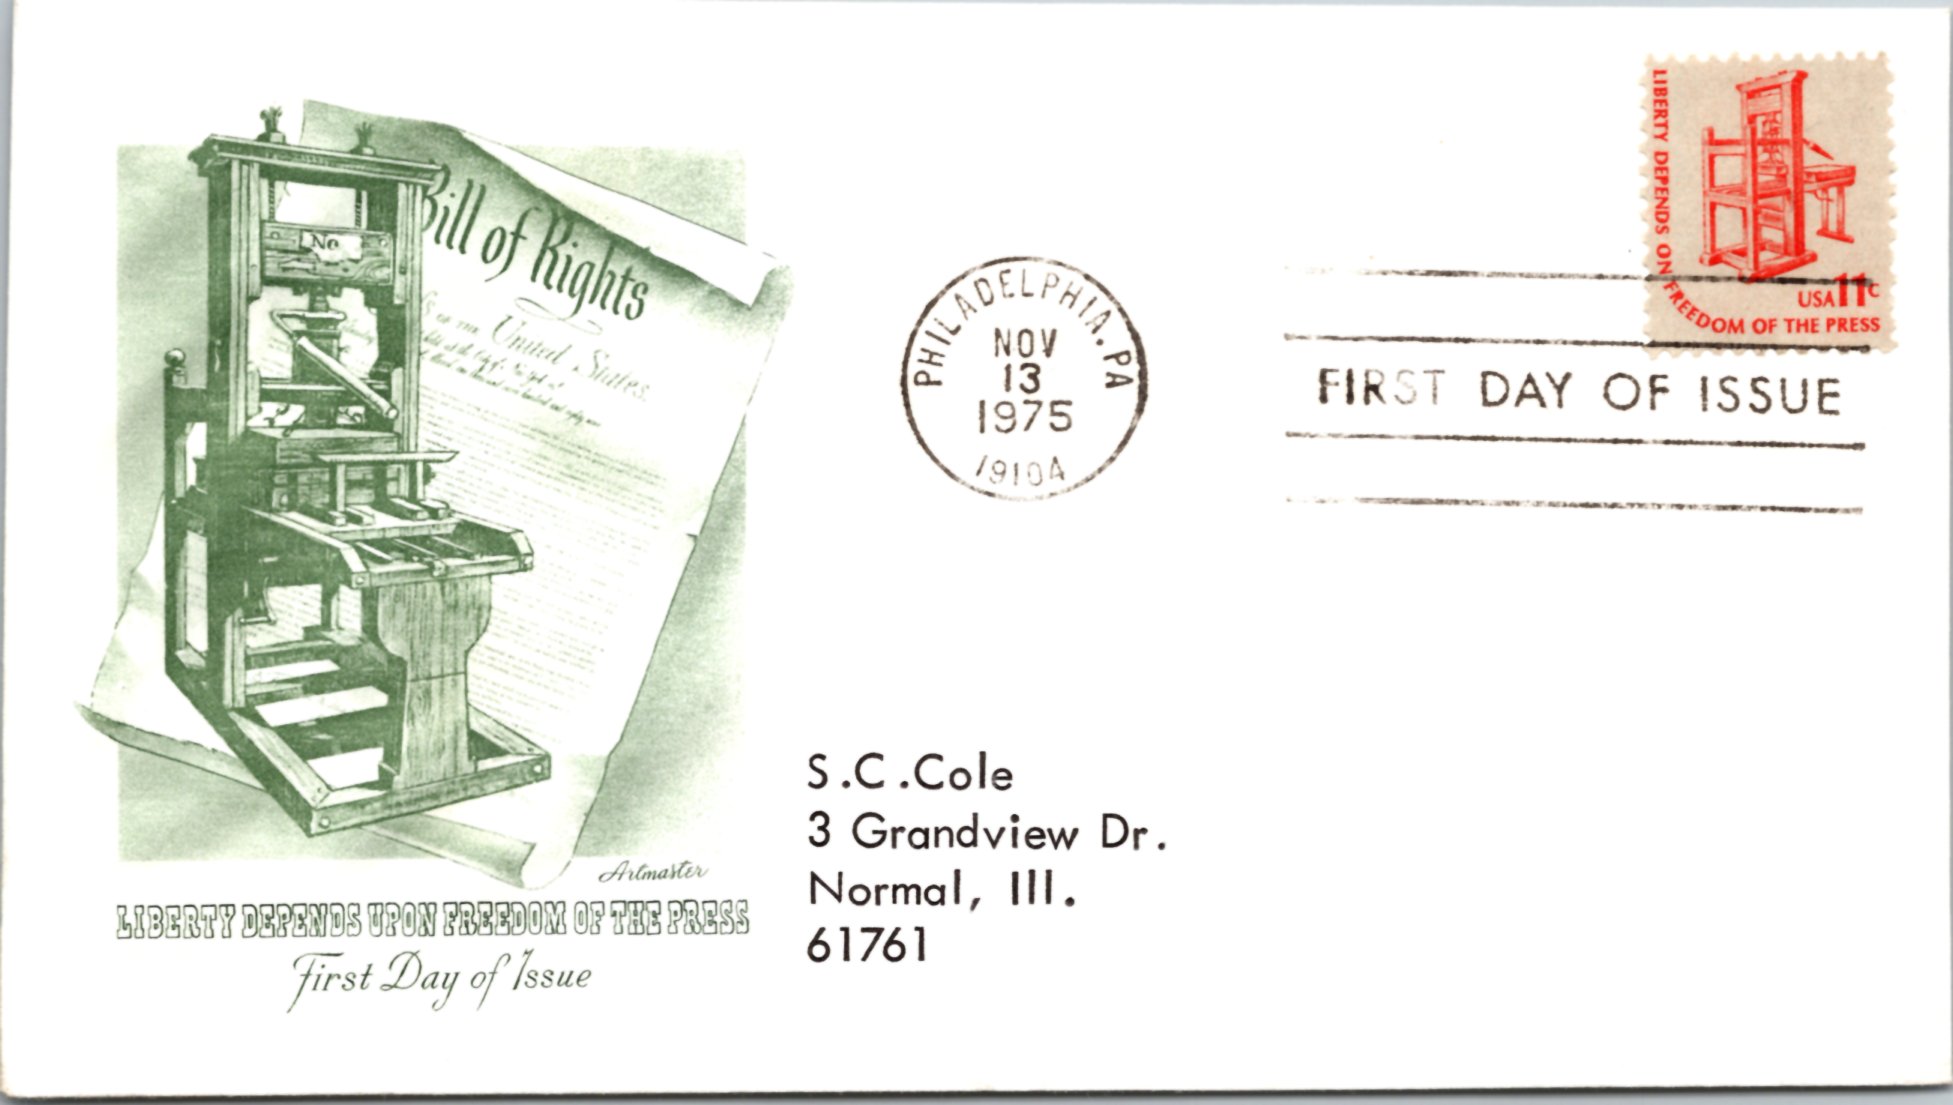 No
Bill of Rights
OF THE United States.
Artmaster
LIBERTY DEPENDS UPON FREEDOM OF THE PRESS
First Day of Issue
PHILADELPHIA.PA
NOV
13
1975
19104
LIBERTY DEPENDS ON FREEDOM OF THE PRESS
USA 11c
FIRST DAY OF ISSUE
S.C.Cole
3 Grandview Dr.
Normal, Ill.
61761